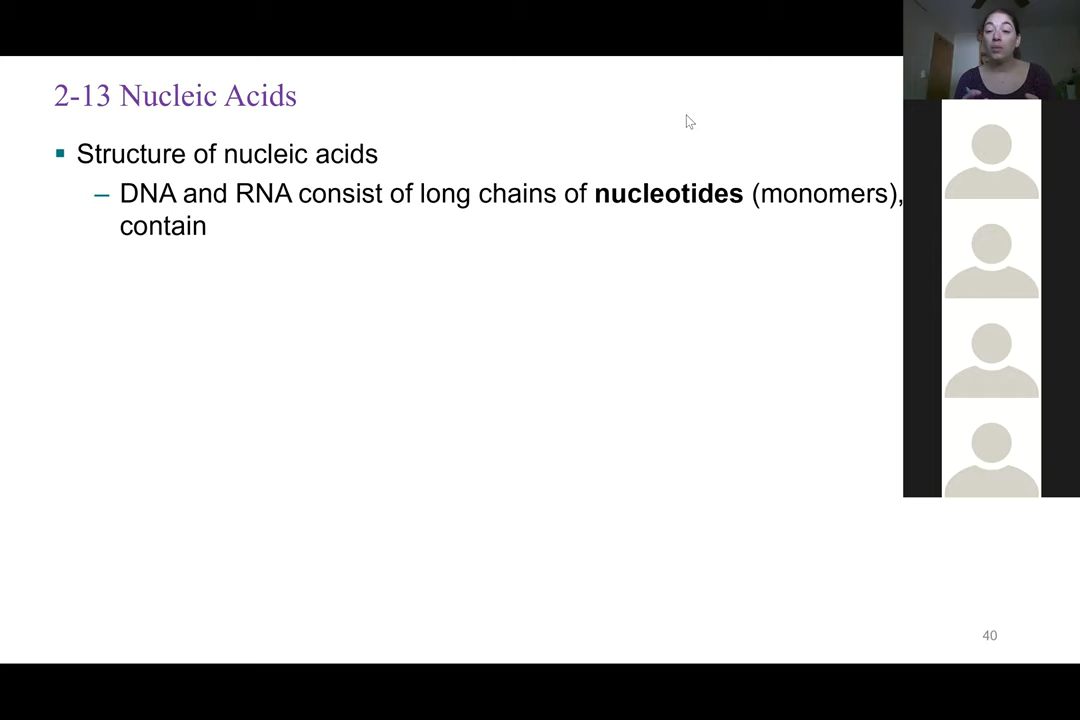 2-13 Nucleic Acids
▪ Structure of nucleic acids
– DNA and RNA consist of long chains of nucleotides (monomers),
contain
40